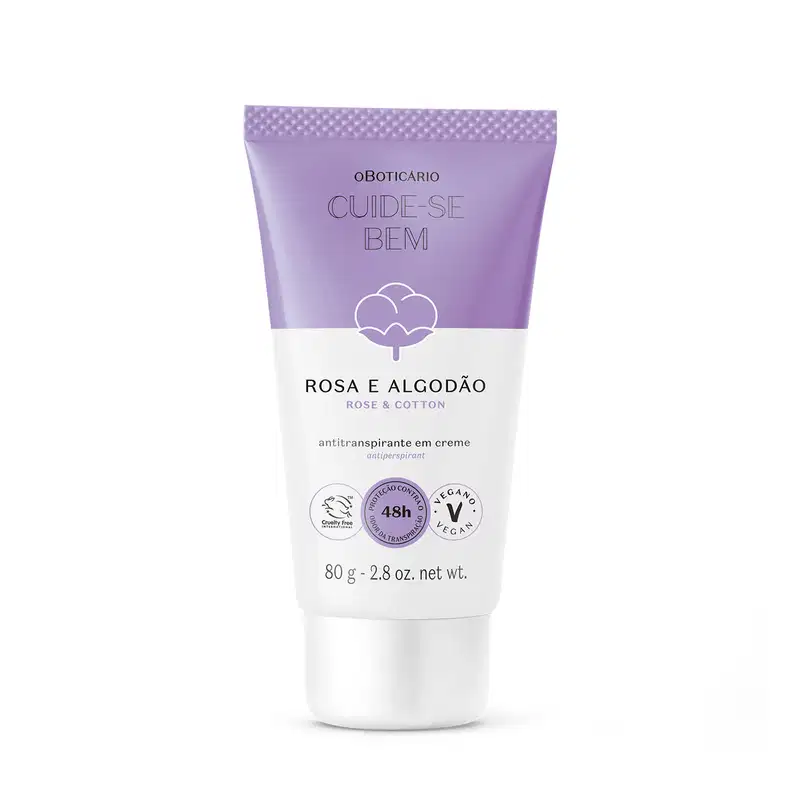 oBOTICÁRIO
CUIDE-SE
BEM
ROSA E ALGODÃO
ROSE & COTTON
antitranspirante em creme
antiperspirant
Cruelty Free
INTERNATIONAL
PROTEÇÃO CONTRA O
48h
ODOR DA TRANSPIRAÇÃO
VEGANO
V
VEGAN
80 g - 2.8 oz. net wt.